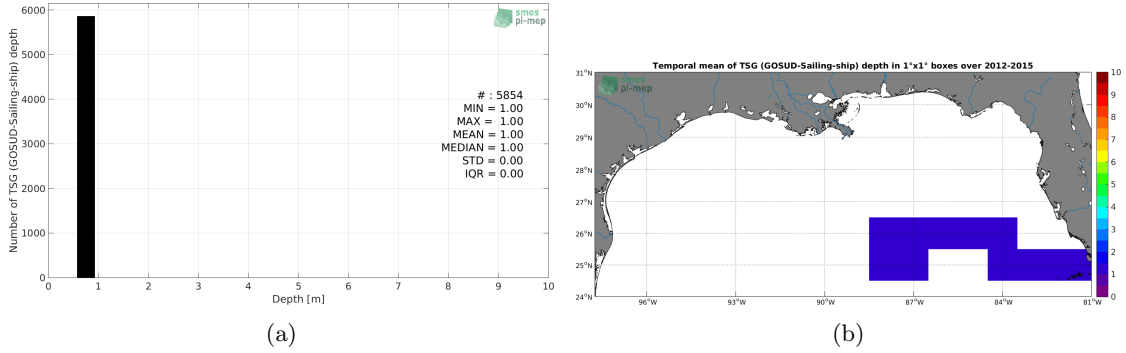 smos
pi-mep
Number of TSG (GOSUD-Sailing-ship) depth
6000
5000
4000
3000
2000
1000
0
# : 5854
MIN = 1.00
MAX = 1.00
MEAN = 1.00
MEDIAN = 1.00
STD = 0.00
IQR = 0.00
0 1 2 3 4 5 6 7 8 9 10
Depth [m]
(a)
Temporal mean of TSG (GOSUD-Sailing-ship) depth in 1°x1° boxes over 2012-2015
smos
pi-mep
31°N
30°N
29°N
28°N
27°N
26°N
25°N
24°N
96°W 93°W 90°W 87°W 84°W 81°W
10
9
8
7
6
5
4
3
2
1
0
(b)